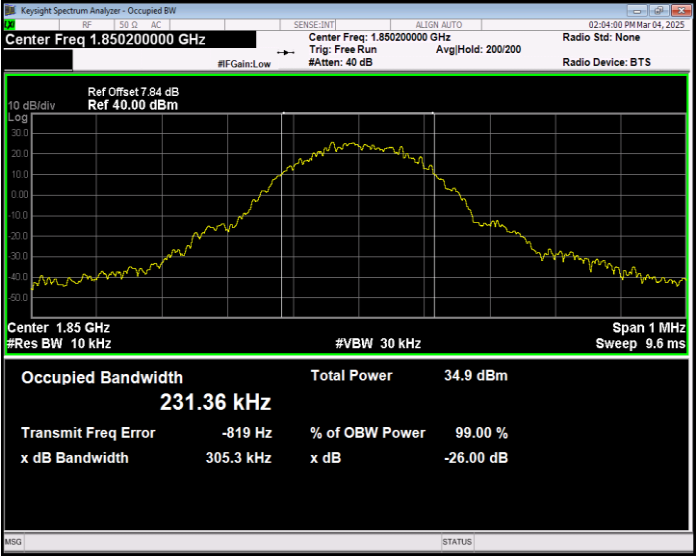 Keysight Spectrum Analyzer - Occupied BW
RF 50 Ω AC SENSE:INT ALIGN AUTO 02:04:00 PM Mar 04, 2025
Center Freq 1.850200000 GHz Center Freq: 1.850200000 GHz Radio Std: None
Trig: Free Run Avg|Hold: 200/200
#IFGain:Low #Atten: 40 dB Radio Device: BTS
Ref Offset 7.84 dB
10 dB/div Ref 40.00 dBm
Log
30.0
20.0
10.0
0.00
-10.0
-20.0
-30.0
-40.0
-50.0
Center 1.85 GHz Span 1 MHz
#Res BW 10 kHz #VBW 30 kHz Sweep 9.6 ms
Occupied Bandwidth Total Power 34.9 dBm
231.36 kHz
Transmit Freq Error -819 Hz % of OBW Power 99.00 %
x dB Bandwidth 305.3 kHz x dB -26.00 dB
MSG STATUS